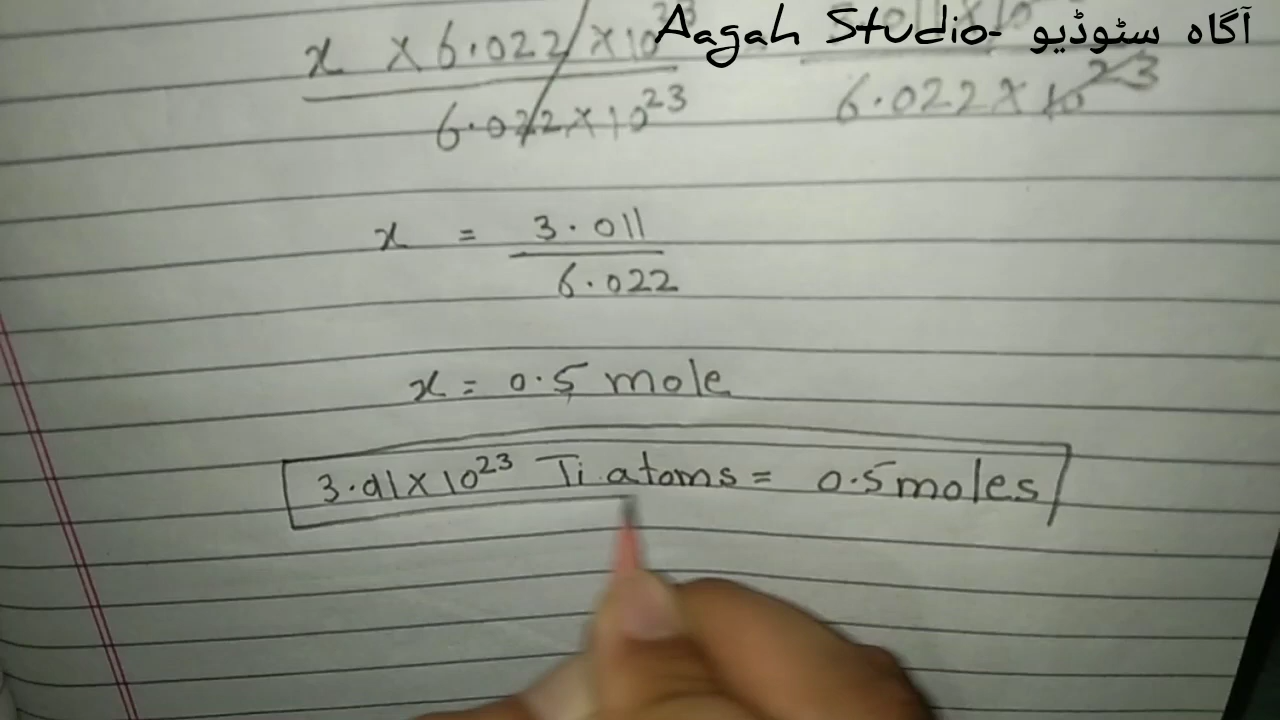 Aagah Studio- آگاہ سٹوڈیو
x × 6.022 × 10²³
6.022 × 10²³ 6.022 × 10²³
x = 3.011
6.022
x = 0.5 mole
3.011 × 10²³ Ti atoms = 0.5 moles